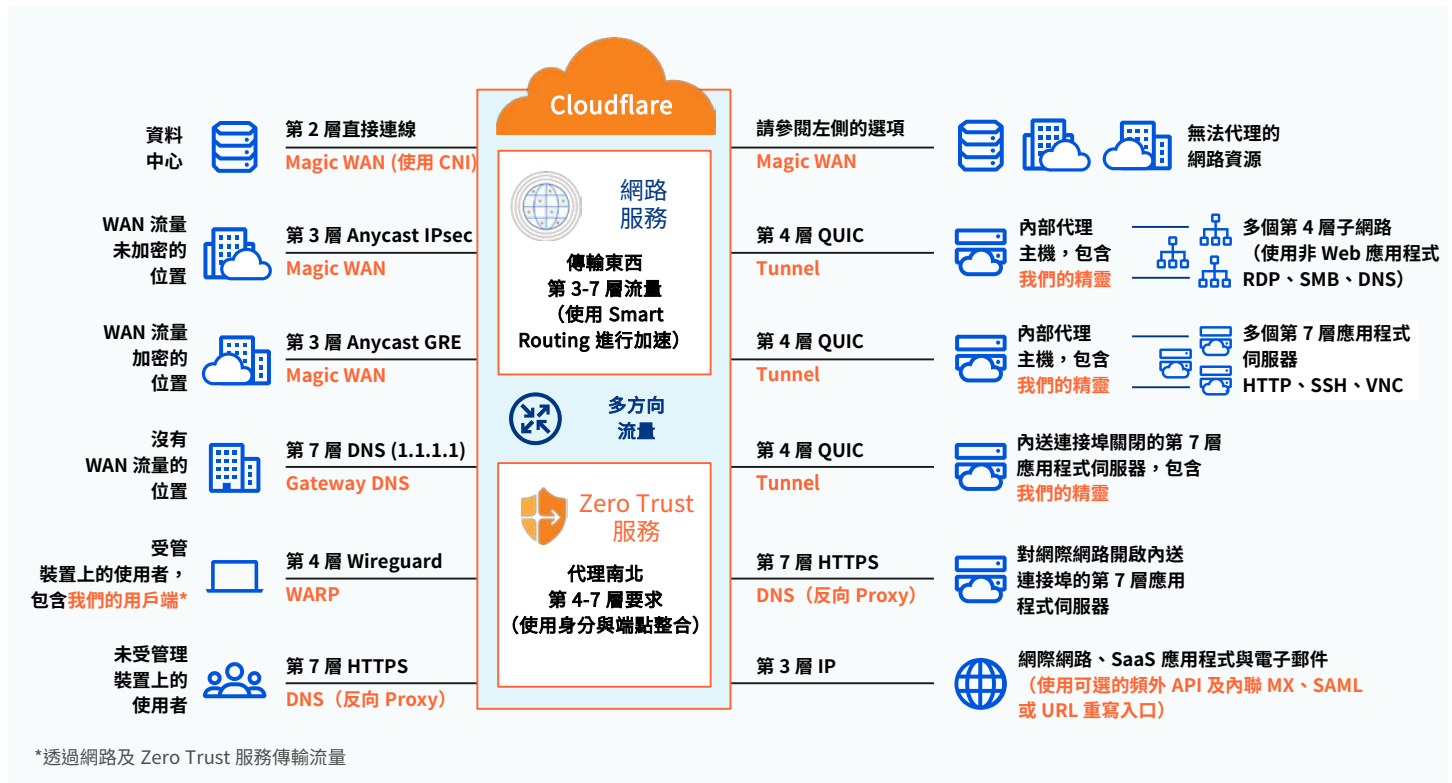 Cloudflare
資料
中心
第 2 層直接連線
Magic WAN (使用 CNI)
WAN 流量
未加密的
位置
第 3 層 Anycast IPsec
Magic WAN
WAN 流量
加密的
位置
第 3 層 Anycast GRE
Magic WAN
沒有
WAN 流量的
位置
第 7 層 DNS (1.1.1.1)
Gateway DNS
受管
裝置上的使用者，
包含我們的用戶端*
第 4 層 Wireguard
WARP
未受管理
裝置上的
使用者
第 7 層 HTTPS
DNS（反向 Proxy）
網路
服務
傳輸東西
第 3-7 層流量
（使用 Smart
Routing 進行加速）
多方向
流量
Zero Trust
服務
代理南北
第 4-7 層要求
（使用身分與端點整合）
請參閱左側的選項
Magic WAN
無法代理的
網路資源
第 4 層 QUIC
Tunnel
內部代理
主機，包含
我們的精靈
多個第 4 層子網路
（使用非 Web 應用程式
RDP、SMB、DNS）
第 4 層 QUIC
Tunnel
內部代理
主機，包含
我們的精靈
多個第 7 層應用程式
伺服器
HTTP、SSH、VNC
第 4 層 QUIC
Tunnel
內送連接埠關閉的第 7 層
應用程式伺服器，包含
我們的精靈
第 7 層 HTTPS
DNS（反向 Proxy）
對網際網路開啟內送
連接埠的第 7 層應用
程式伺服器
第 3 層 IP
網際網路、SaaS 應用程式與電子郵件
（使用可選的頻外 API 及內聯 MX、SAML
或 URL 重寫入口）
*透過網路及 Zero Trust 服務傳輸流量